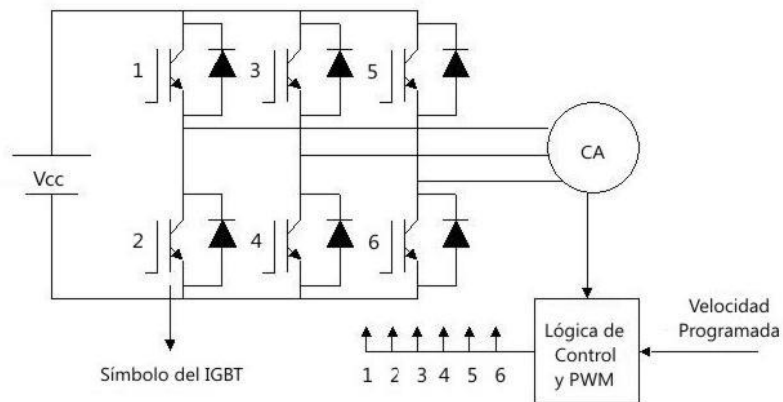 1
3
5
CA
Vcc
2
4
6
Velocidad
Programada
Lógica de
Control
y PWM
Símbolo del IGBT
1 2 3 4 5 6